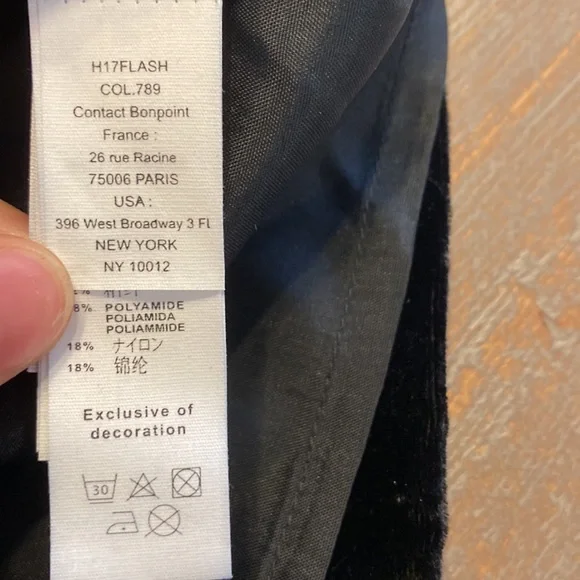 H17FLASH
COL.789
Contact Bonpoint
France :
26 rue Racine
75006 PARIS
USA :
396 West Broadway 3 Fl
NEW YORK
NY 10012
8% POLYAMIDE
POLIAMIDA
POLIAMMIDE
18% ナイロン
18% 锦纶
Exclusive of
decoration
30